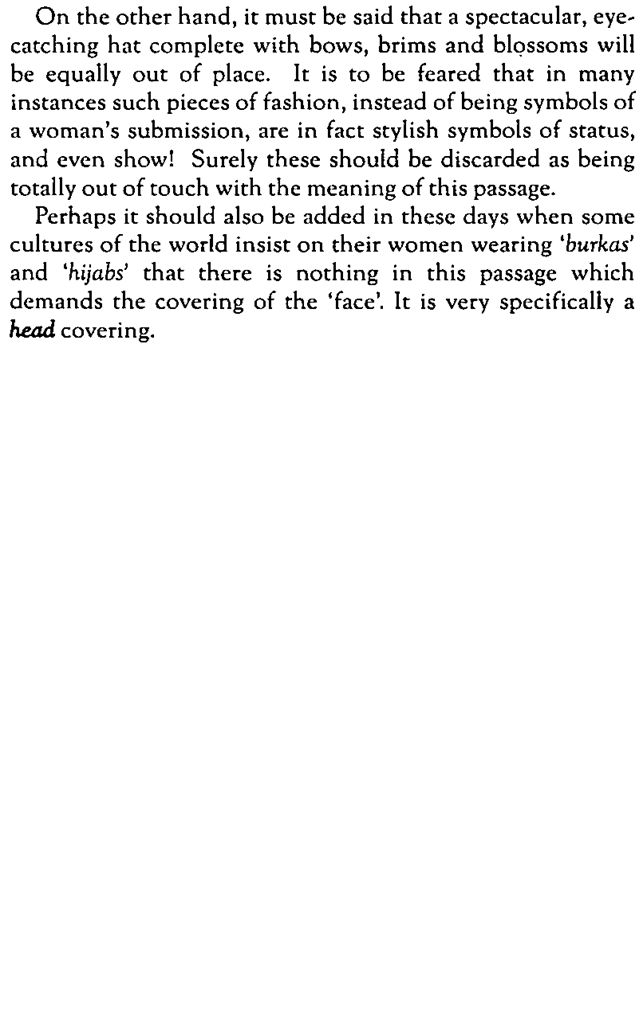 On the other hand, it must be said that a spectacular, eye-
catching hat complete with bows, brims and blossoms will
be equally out of place. It is to be feared that in many
instances such pieces of fashion, instead of being symbols of
a woman's submission, are in fact stylish symbols of status,
and even show! Surely these should be discarded as being
totally out of touch with the meaning of this passage.
Perhaps it should also be added in these days when some
cultures of the world insist on their women wearing 'burkas'
and 'hijabs' that there is nothing in this passage which
demands the covering of the 'face'. It is very specifically a
head covering.